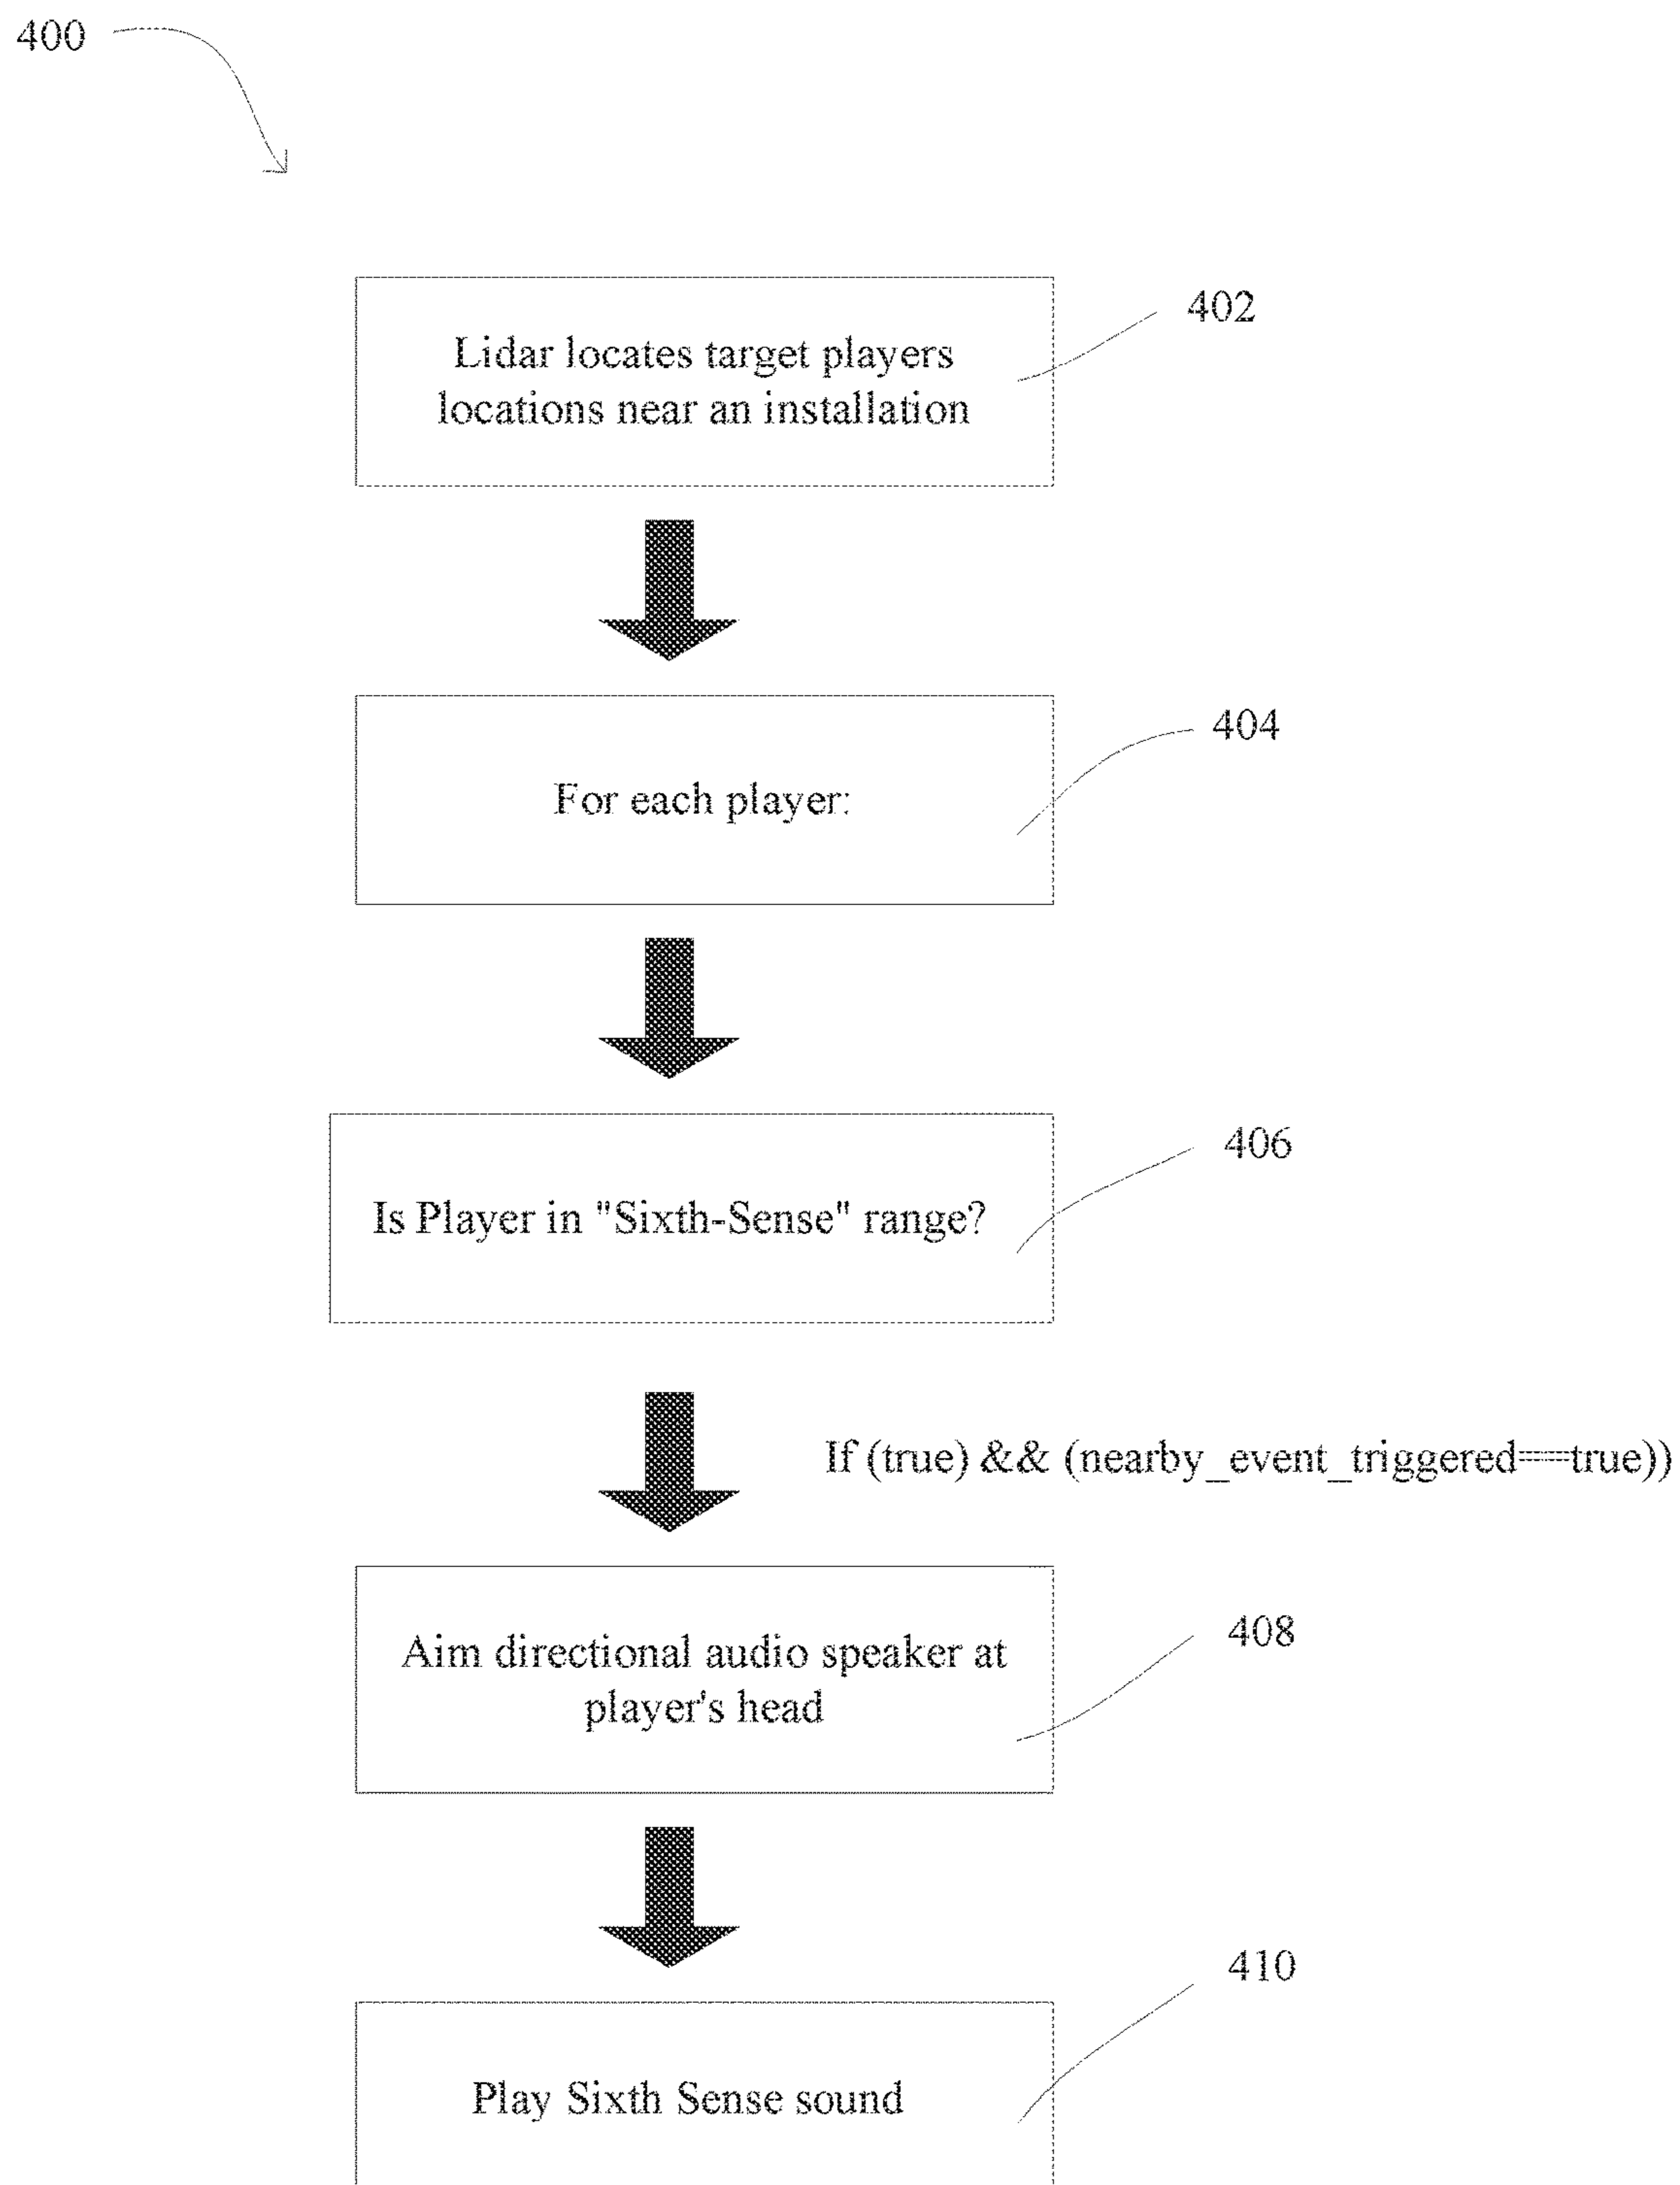 400
402
Lidar locates target players
locations near an installation
404
For each player:
406
Is Player in "Sixth-Sense" range?
If (true) && (nearby_event_triggered==true))
408
Aim directional audio speaker at
player's head
410
Play Sixth Sense sound